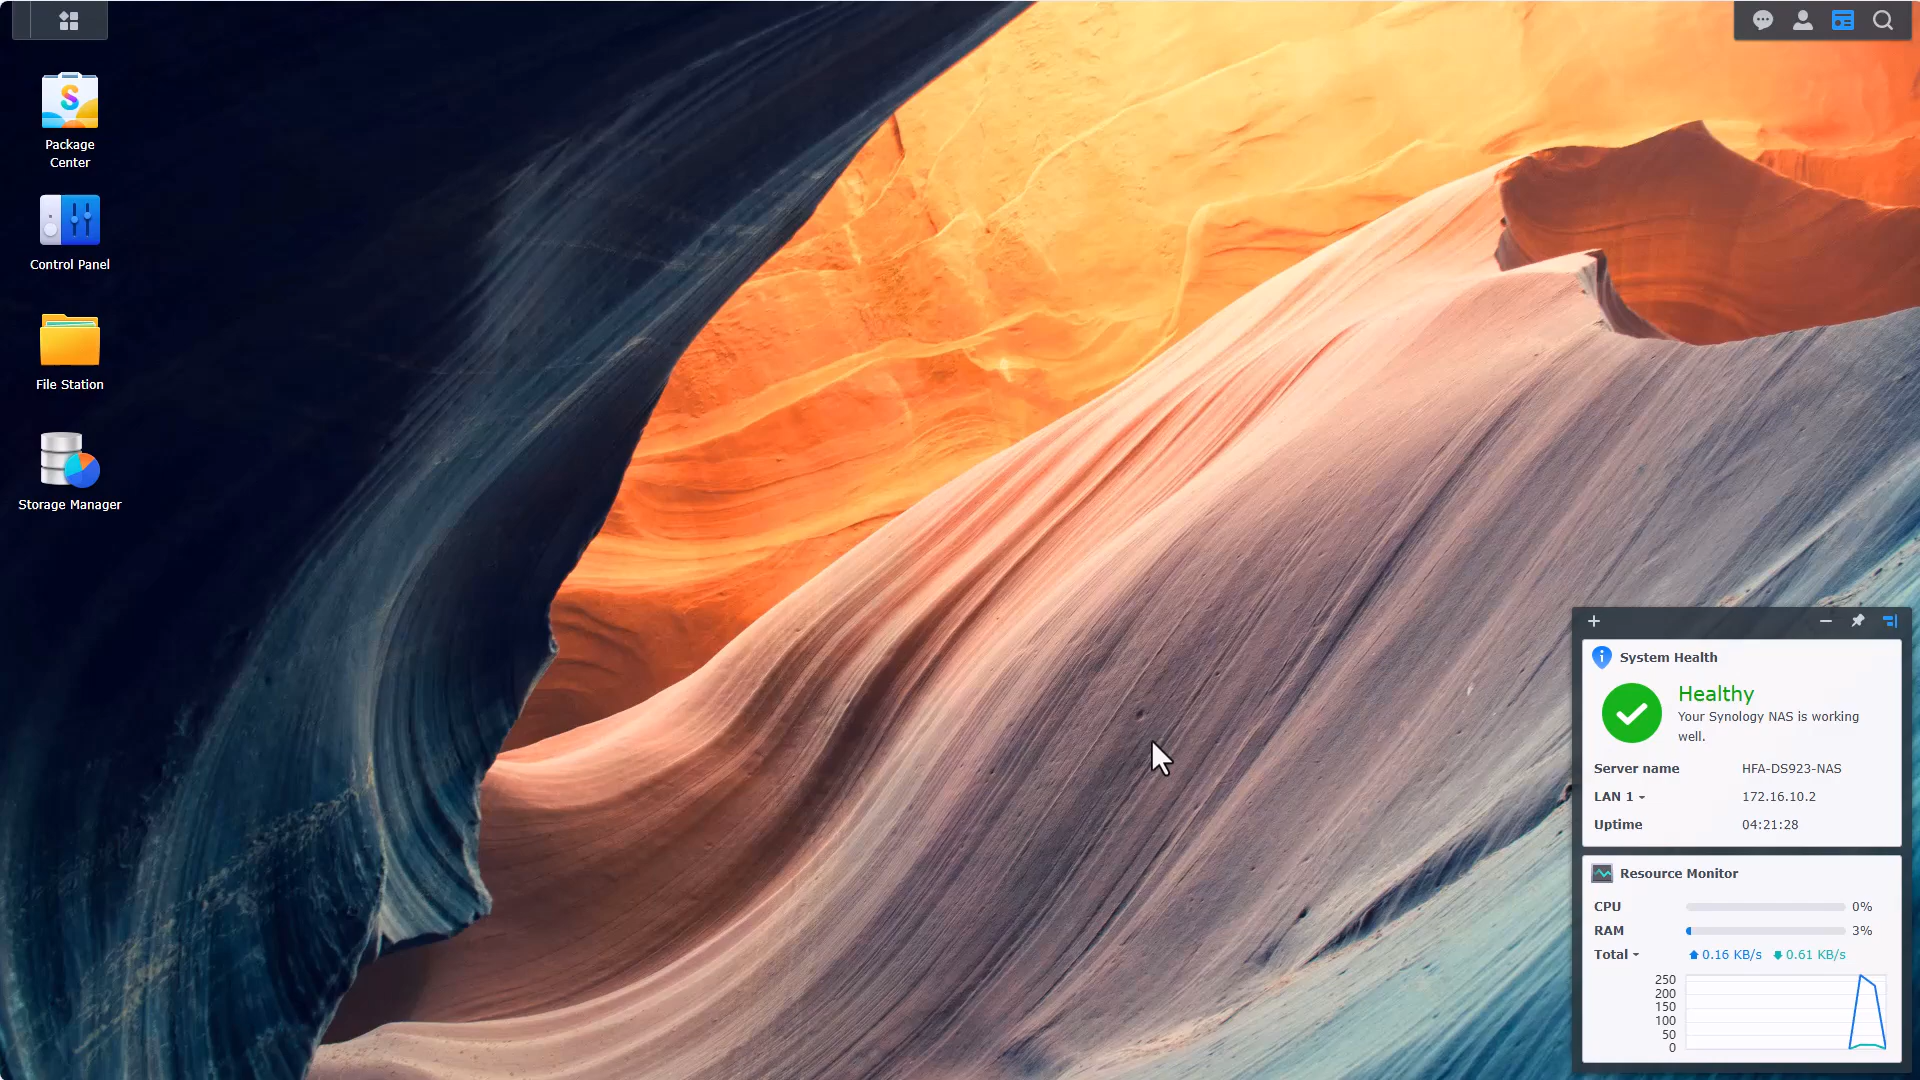 Package
Center
Control Panel
File Station
Storage Manager
System Health
Healthy
Your Synology NAS is working
well.
Server name HFA-DS923-NAS
LAN 1 172.16.10.2
Uptime 04:21:28
Resource Monitor
CPU 0%
RAM 3%
Total 0.16 KB/s 0.61 KB/s
250
200
150
100
50
0